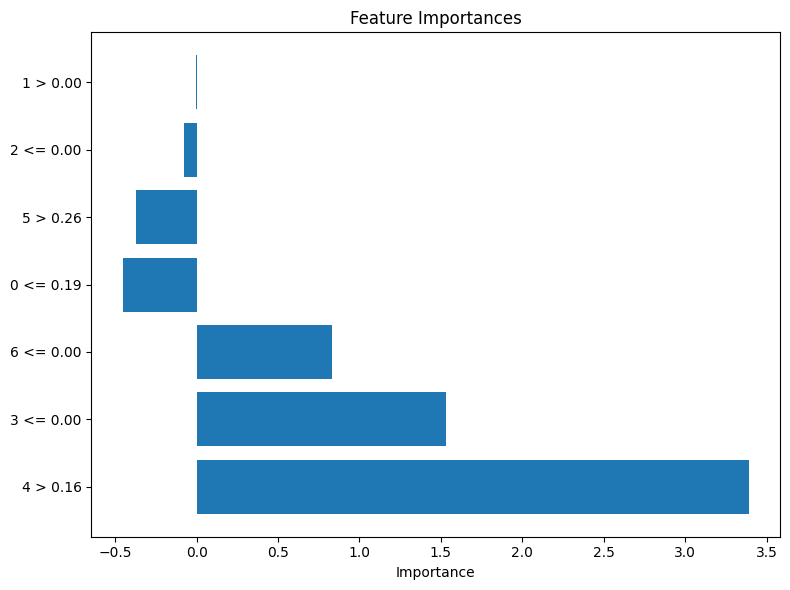 Feature Importances
1 > 0.00
2 <= 0.00
5 > 0.26
0 <= 0.19
6 <= 0.00
3 <= 0.00
4 > 0.16
−0.5 0.0 0.5 1.0 1.5 2.0 2.5 3.0 3.5
Importance